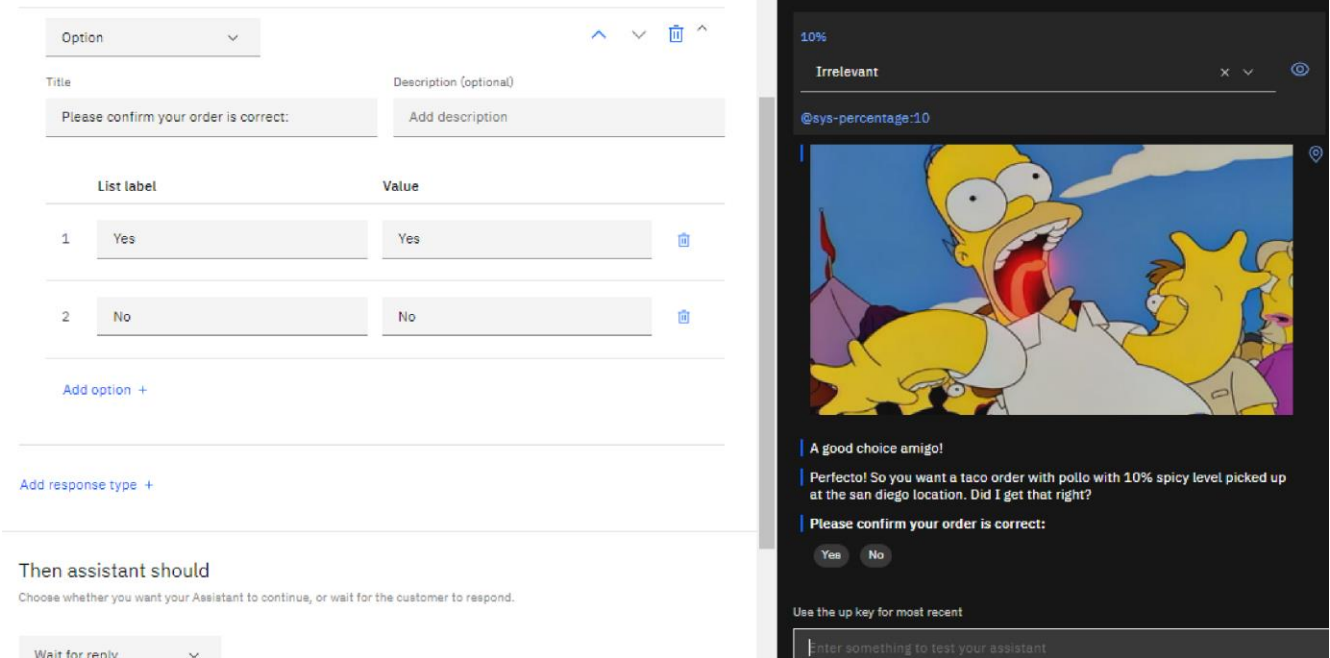 Option
Title
Description (optional)
Please confirm your order is correct:
Add description
List label
Value
1
Yes
Yes
2
No
No
Add option +
Add response type +
Then assistant should
Choose whether you want your Assistant to continue, or wait for the customer to respond.
Wait for reply
10%
Irrelevant
@sys-percentage:10
A good choice amigo!
Perfecto! So you want a taco order with pollo with 10% spicy level picked up
at the san diego location. Did I get that right?
Please confirm your order is correct:
Yes No
Use the up key for most recent
Enter something to test your assistant